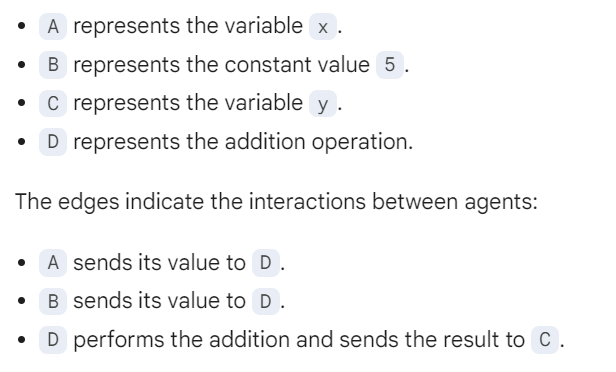 • A represents the variable x.
• B represents the constant value 5.
• C represents the variable y.
• D represents the addition operation.
The edges indicate the interactions between agents:
• A sends its value to D.
• B sends its value to D.
• D performs the addition and sends the result to C.